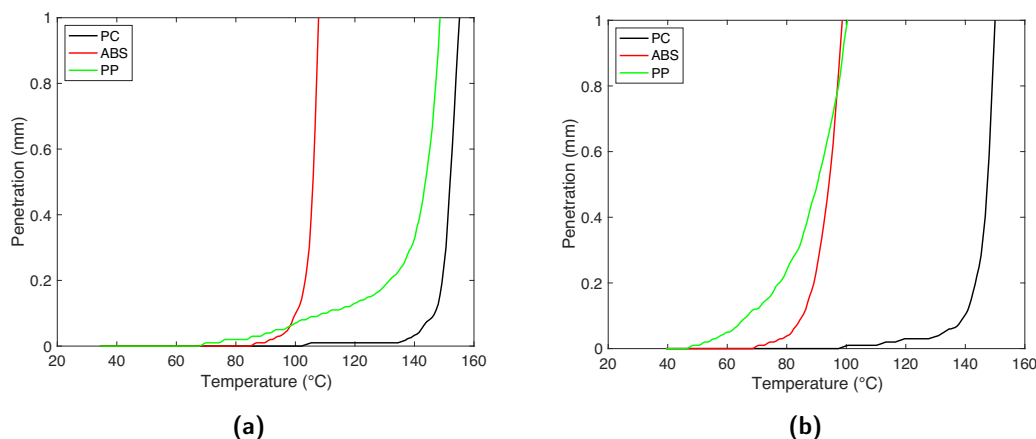 1
0.8
0.6
0.4
0.2
0
Penetration (mm)
PC
ABS
PP
20 40 60 80 100 120 140 160
Temperature (°C)
(a)
1
0.8
0.6
0.4
0.2
0
Penetration (mm)
PC
ABS
PP
20 40 60 80 100 120 140 160
Temperature (°C)
(b)